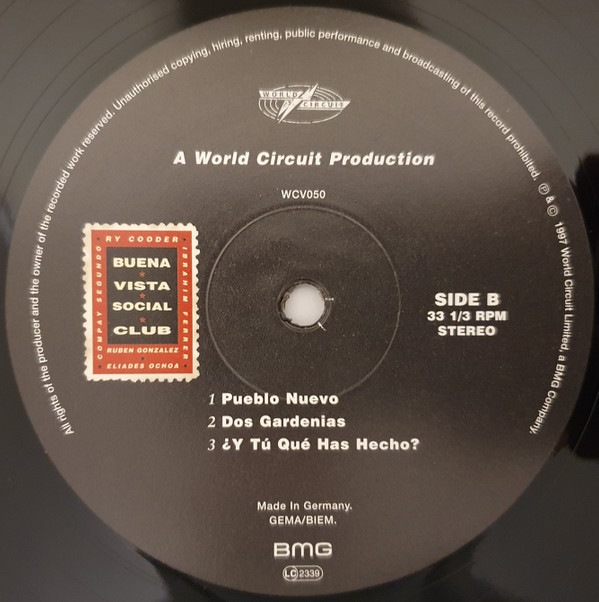 All rights of the producer and the owner of the recorded work reserved. Unauthorised copying, hiring, renting, public performance and broadcasting of this record prohibited. Ⓟ & © 1997 World Circuit Limited, a BMG Company.
WORLD
CIRCUIT
A World Circuit Production
WCV050
RY COODER
IBRAHIM FERRER
COMPAY SEGUNDO
BUENA
VISTA
SOCIAL
CLUB
RUBEN GONZALEZ
ELIADES OCHOA
SIDE B
33 1/3 RPM
STEREO
1 Pueblo Nuevo
2 Dos Gardenias
3 ¿Y Tú Qué Has Hecho?
Made In Germany.
GEMA/BIEM.
BMG
LC 2339